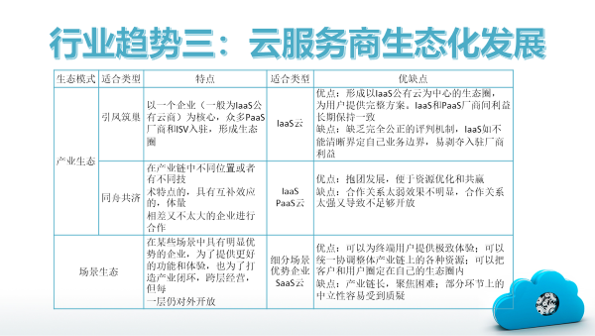 行业趋势三：云服务商生态化发展
生态模式 适合类型 特点 适合类型 优缺点
产业生态
引风筑巢
以一个企业（一般为IaaS公
有云商）为核心，众多PaaS
厂商和ISV入驻，形成生态
圈
IaaS云
优点：形成以IaaS公有云为中心的生态圈，
为用户提供完整方案。IaaS和PaaS厂商间利益
长期保持一致
缺点：缺乏完全公正的评判机制，IaaS如不
能清晰界定自己业务边界，易剥夺入驻厂商
利益
同舟共济
在产业链中不同位置或者
有不同技
术特点的，具有互补效应
的，体量
相差又不太大的企业进行
合作
IaaS
PaaS云
优点：抱团发展，便于资源优化和共赢
缺点：合作关系太弱效果不明显，合作关系
太强又导致不足够开放
场景生态
在某些场景中具有明显优
势的企业，为了提供更好
的功能和体验，也为了打
造产业闭环，跨层经营，
但每
一层仍对外开放
细分场景
优势企业
SaaS云
优点：可以为终端用户提供极致体验；可以
统一协调整体产业链上的各种资源；可以把
客户和用户圈定在自己的生态圈内
缺点：产业链长，聚焦困难；部分环节上的
中立性容易受到质疑